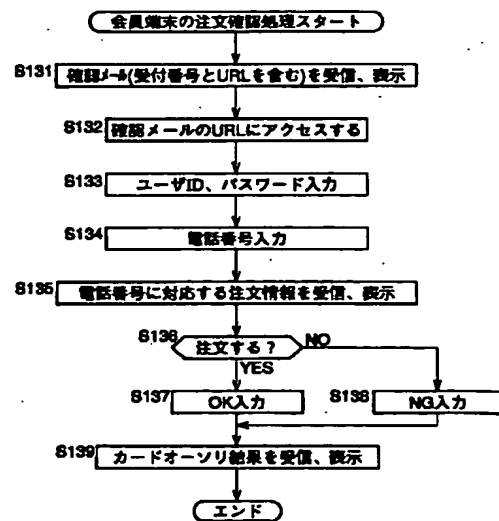 会員端末の注文確認処理スタート
S131
確認ﾒｰﾙ(受付番号とURLを含む)を受信、表示
S132
確認メールのURLにアクセスする
S133
ユーザID、パスワード入力
S134
電話番号入力
S135
電話番号に対応する注文情報を受信、表示
S136
注文する？
NO
YES
S137
OK入力
S138
NG入力
S139
カードオーソリ結果を受信、表示
エンド